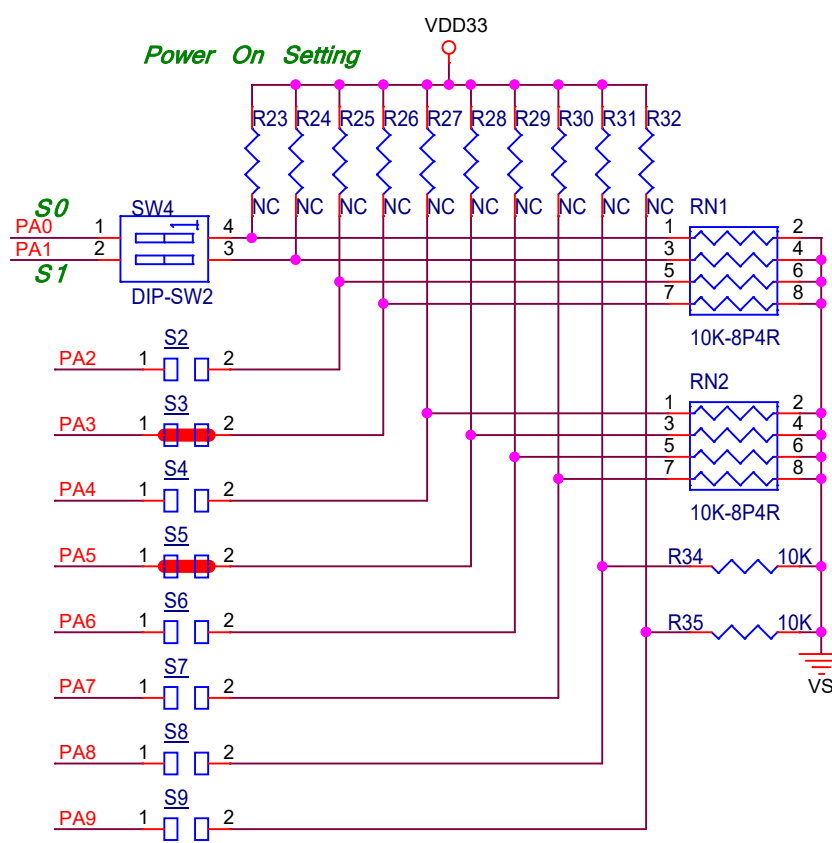 VDD33
Power On Setting
R23 R24 R25 R26 R27 R28 R29 R30 R31 R32
NC NC NC NC NC NC NC NC NC NC
RN1
S0
SW4
PA0 1 4 1 2
PA1 2 3 3 4
S1
5 6
DIP-SW2
7 8
10K-8P4R
S2
PA2 1 2
RN2
S3
1 2
PA3 1 2 3 4
5 6
S4
7 8
PA4 1 2
10K-8P4R
S5
PA5 1 2 R34 10K
S6
PA6 1 2 R35 10K
S7
PA7 1 2
VS
S8
PA8 1 2
S9
PA9 1 2